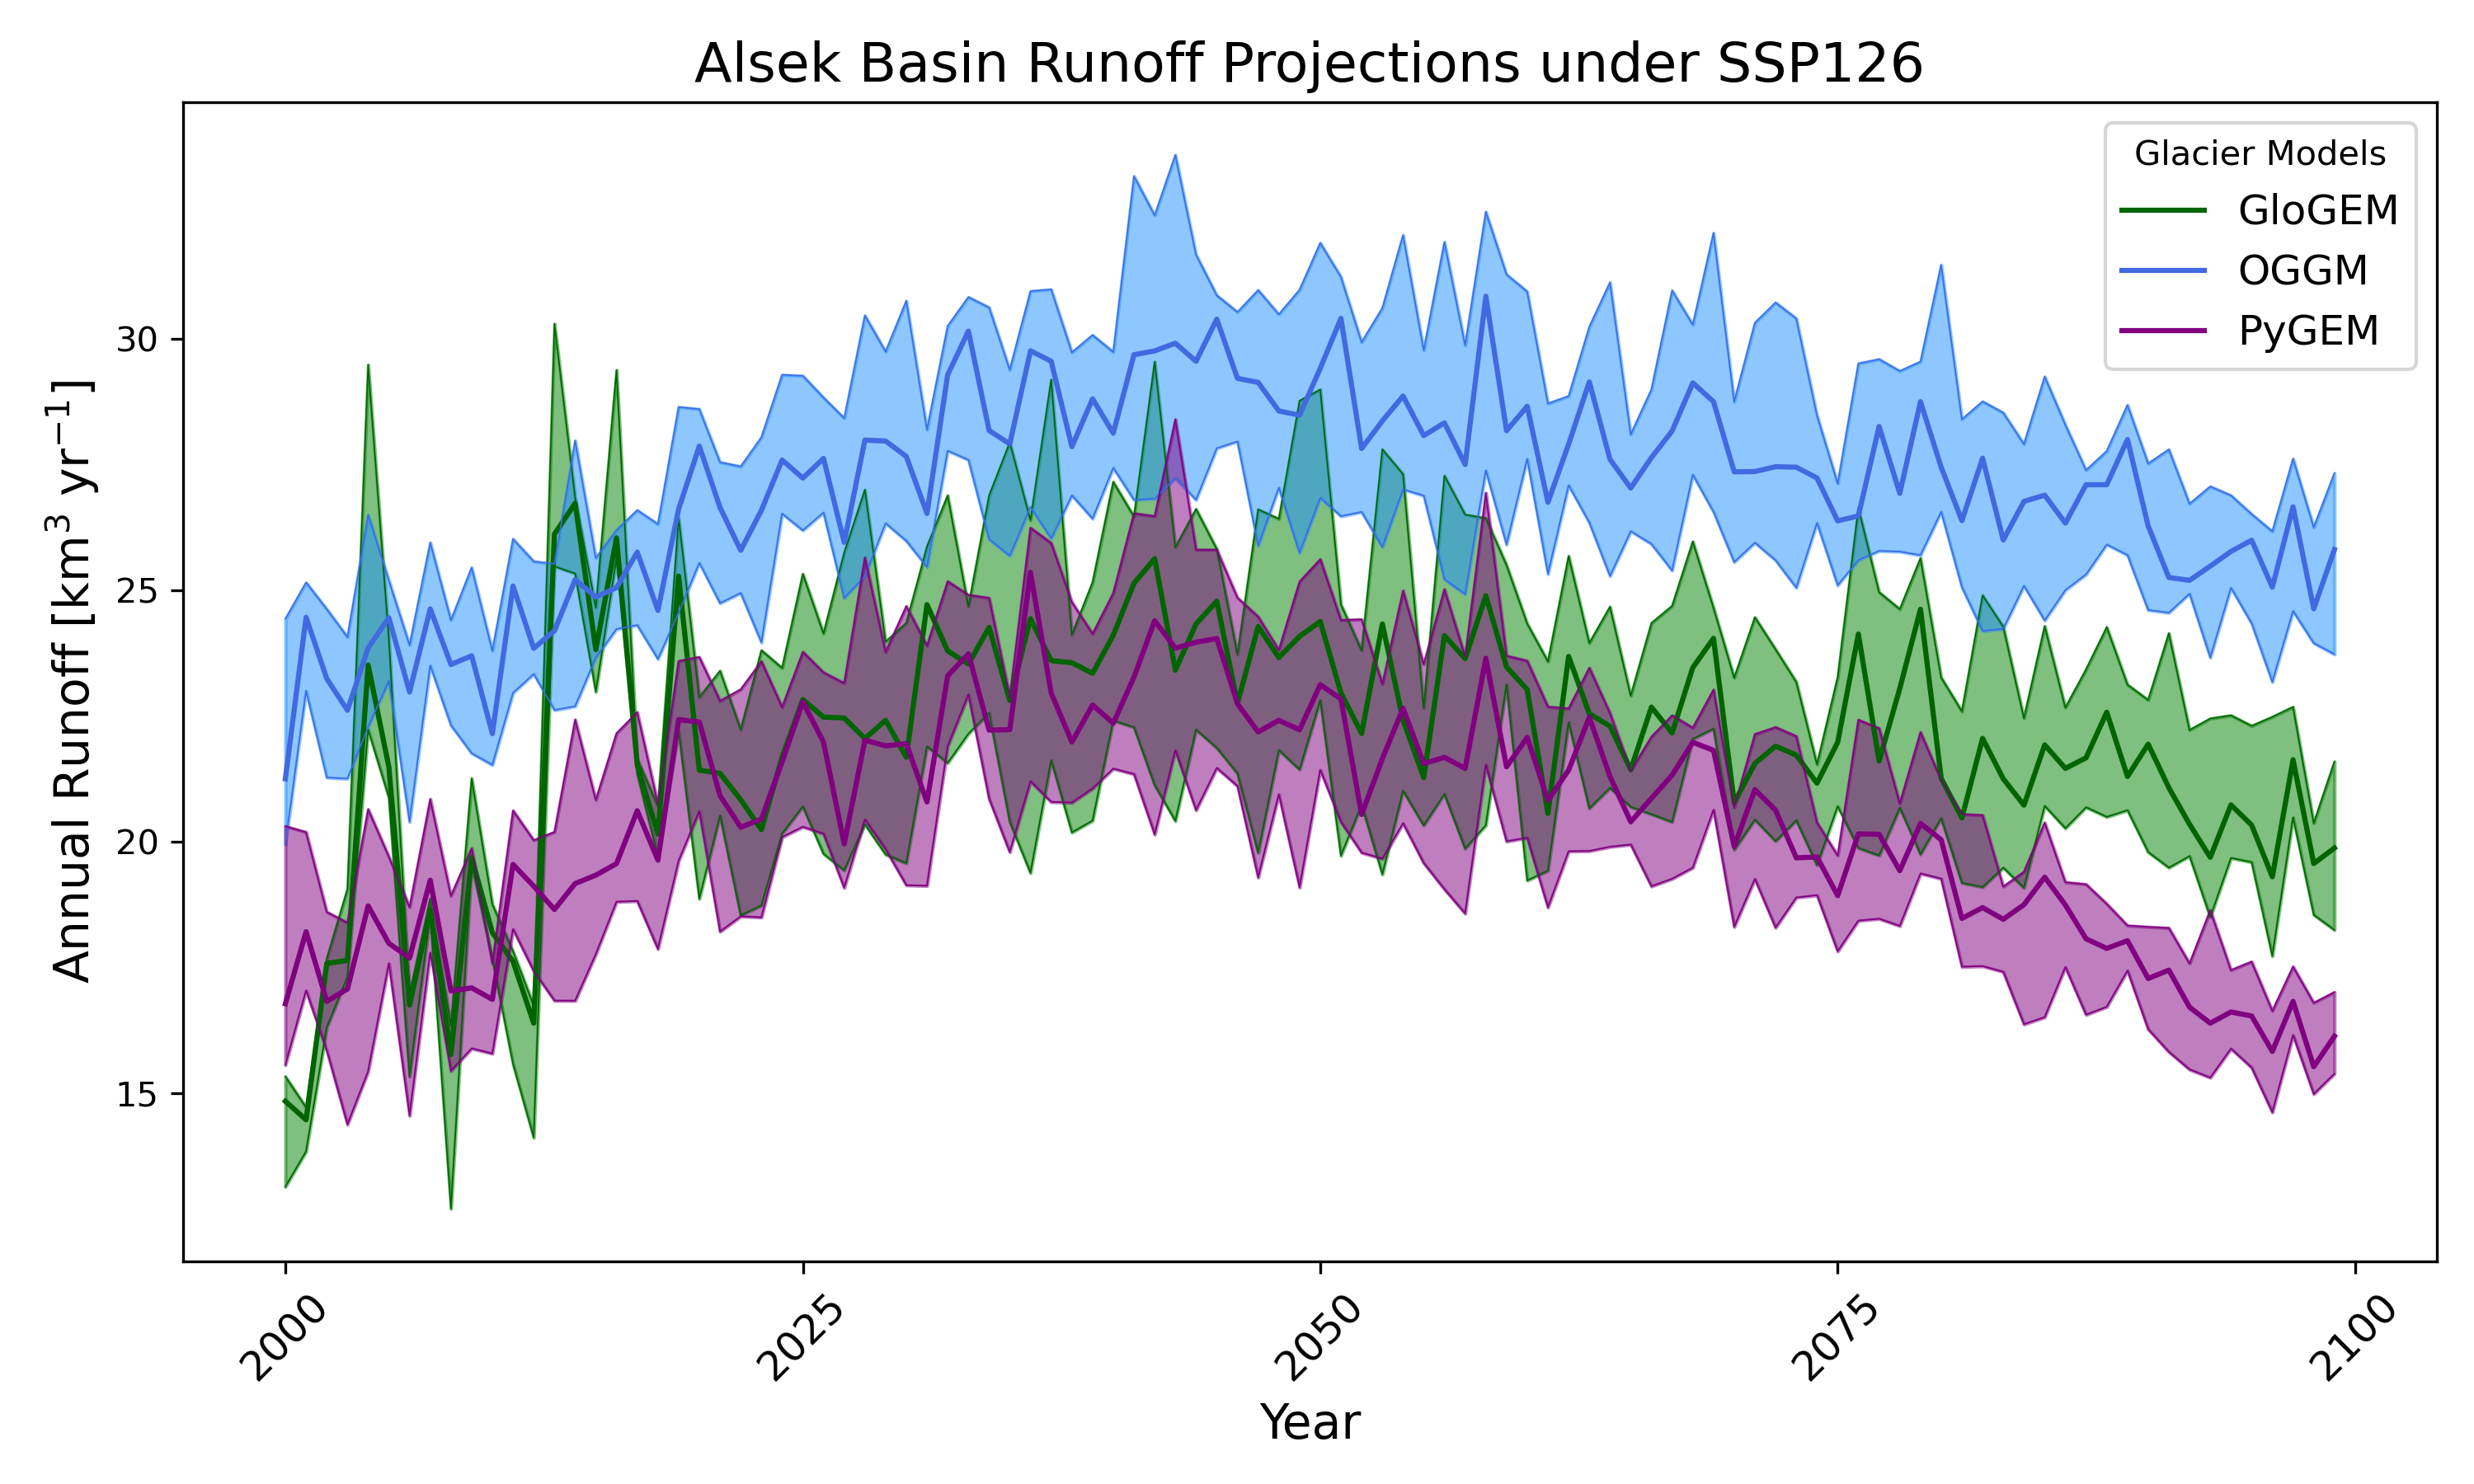 Alsek Basin Runoff Projections under SSP126
Glacier Models
GloGEM
OGGM
PyGEM
Annual Runoff [km³ yr⁻¹]
30
25
20
15
2000
2025
2050
2075
2100
Year